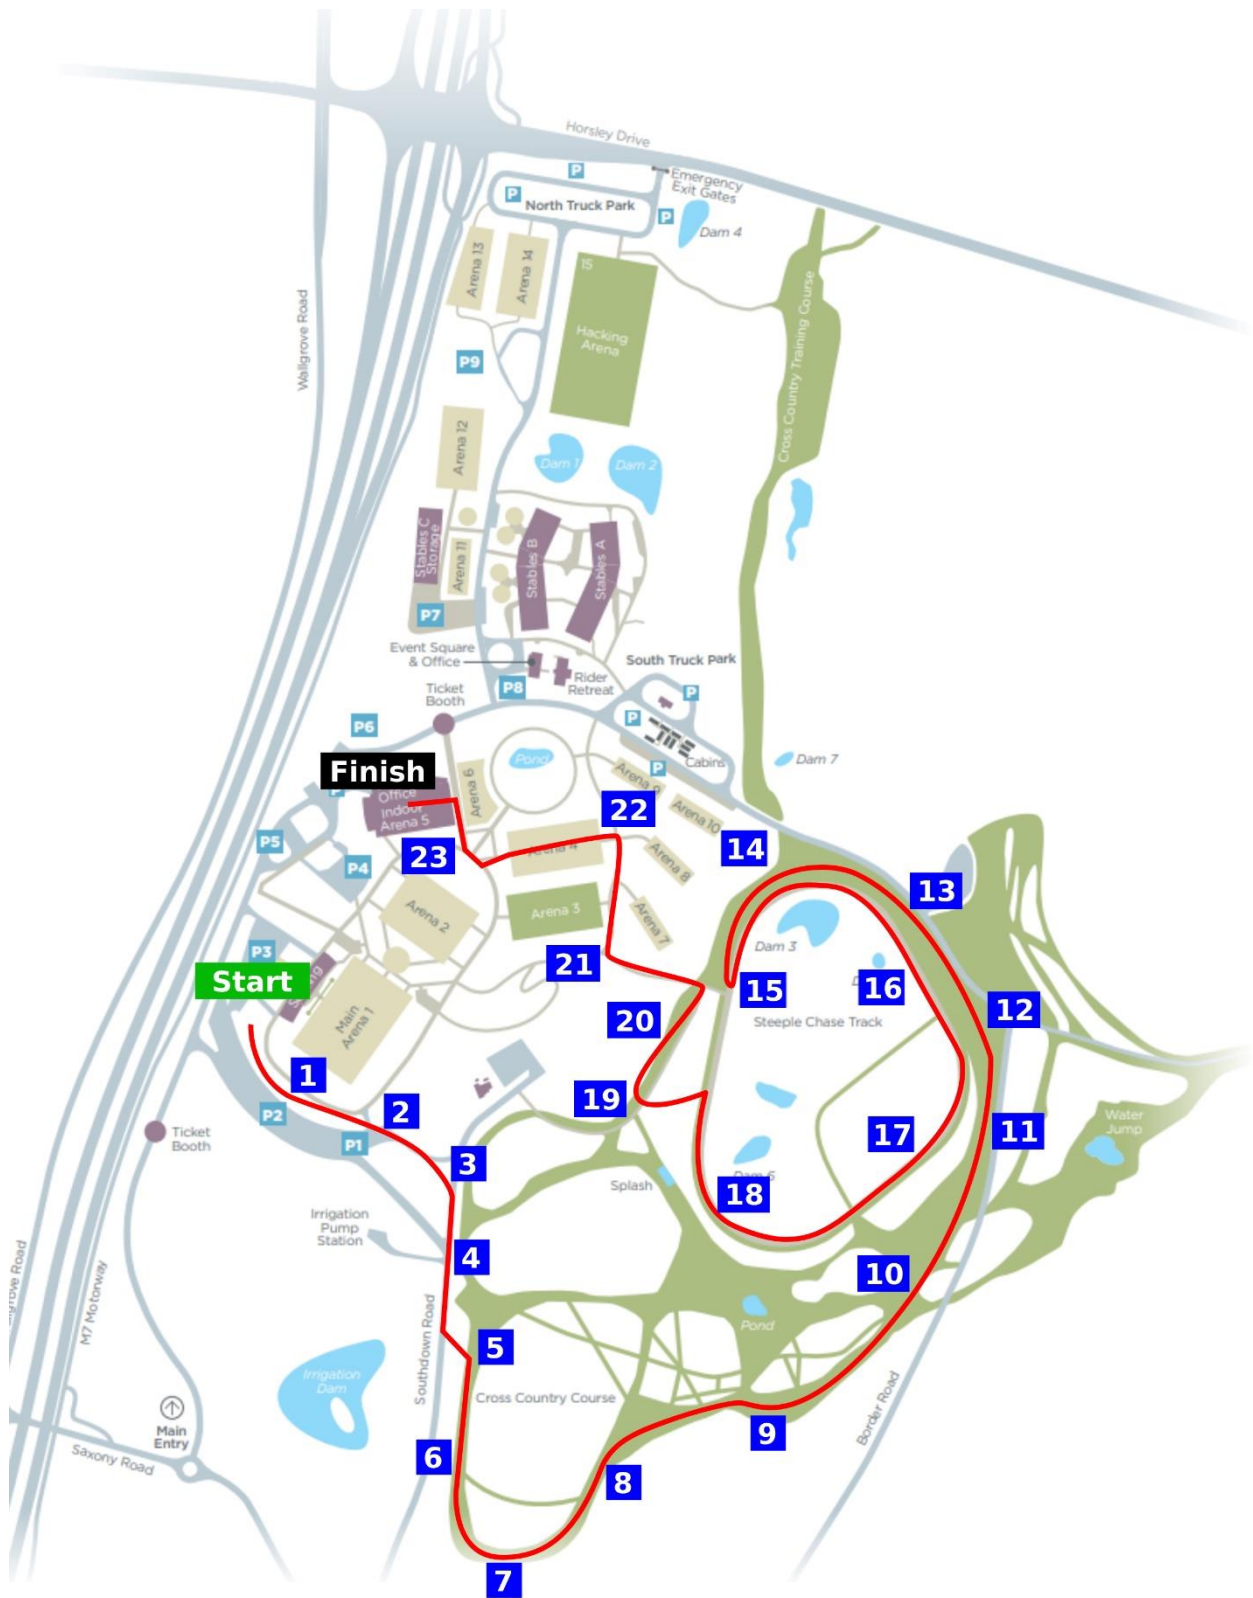 Horsley Drive
P
Emergency
Exit Gates
P
North Truck Park
P
Dam 4
Arena 13
Arena 14
15
Hacking
Arena
Wallgrove Road
Cross Country Training Course
P9
Arena 12
Dam 1
Dam 2
Stables C
Storage
Arena 11
Stables B
Stables A
P7
Event Square
& Office
South Truck Park
Rider
Retreat
Ticket
Booth
P8
P
P6
P
Pond
Cabins
Dam 7
P
Finish
Arena 6
Arena 9
Office
Indoor
Arena 5
22
Arena 10
P5
23
Arena 4
14
P4
Arena 8
13
Arena 2
Arena 3
Arena 7
P3
Dam 3
21
Start
15
16
Main
Arena 1
20
Steeple Chase Track
12
1
19
2
P2
Water
Jump
Ticket
Booth
P1
17
11
3
Splash
Dam 6
18
Irrigation
Pump
Station
4
10
Pond
M7 Motorway
Southdown Road
5
Irrigation
Dam
Cross Country Course
Border Road
Main
Entry
9
Saxony Road
6
8
7